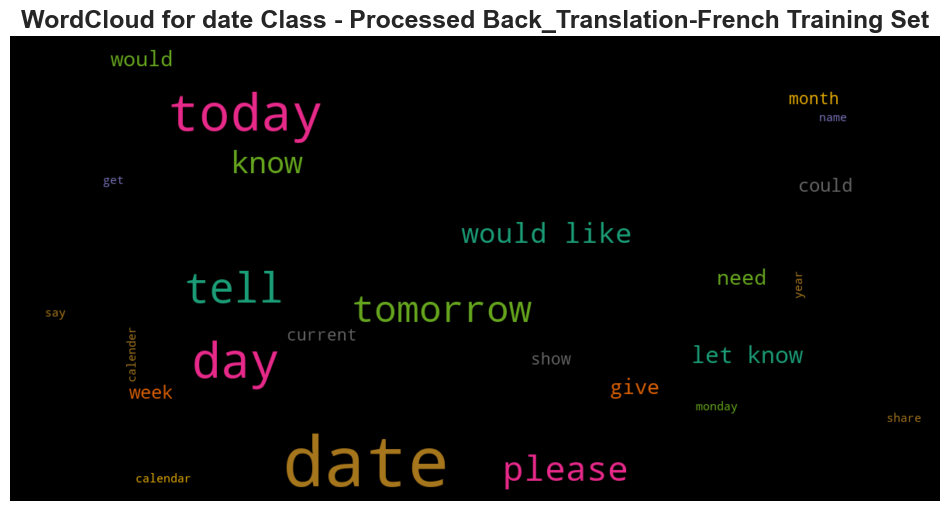 WordCloud for date Class - Processed Back_Translation-French Training Set
would
today
month
name
know
get
could
would like
need
year
tell
tomorrow
say
current
calender
day
show
let know
week
give
monday
share
date
please
calendar